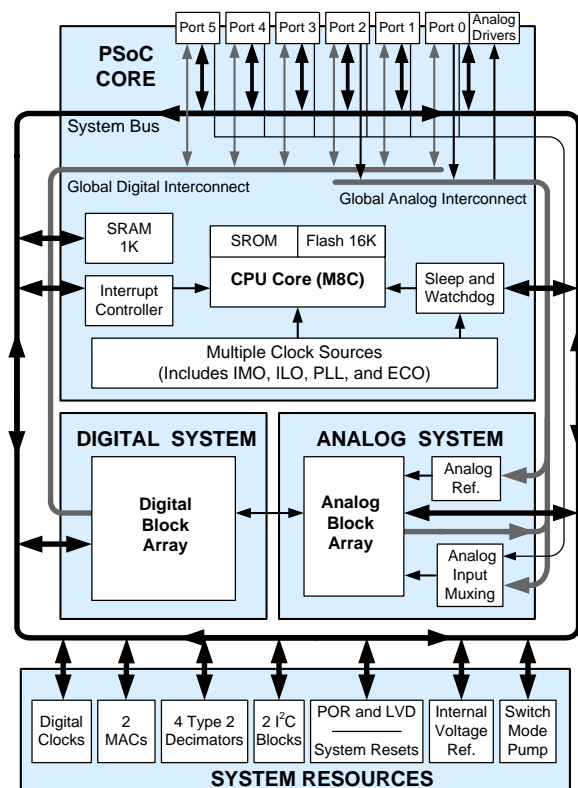 Port 5
Port 4
Port 3
Port 2
Port 1
Port 0
Analog
Drivers
PSoC
CORE
System Bus
Global Digital Interconnect
Global Analog Interconnect
SRAM
1K
SROM
Flash 16K
CPU Core (M8C)
Interrupt
Controller
Sleep and
Watchdog
Multiple Clock Sources
(Includes IMO, ILO, PLL, and ECO)
DIGITAL SYSTEM
ANALOG SYSTEM
Digital
Block
Array
Analog
Block
Array
Analog
Ref.
Analog
Input
Muxing
Digital
Clocks
2
MACs
4 Type 2
Decimators
2 I²C
Blocks
POR and LVD
System Resets
Internal
Voltage
Ref.
Switch
Mode
Pump
SYSTEM RESOURCES